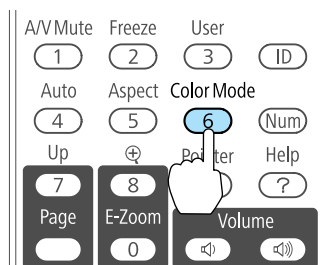 A/V Mute Freeze User
1 2 3 ID
Auto Aspect Color Mode
4 5 6 Num
Up Help
7 8 ?
Page E-Zoom Volume
0